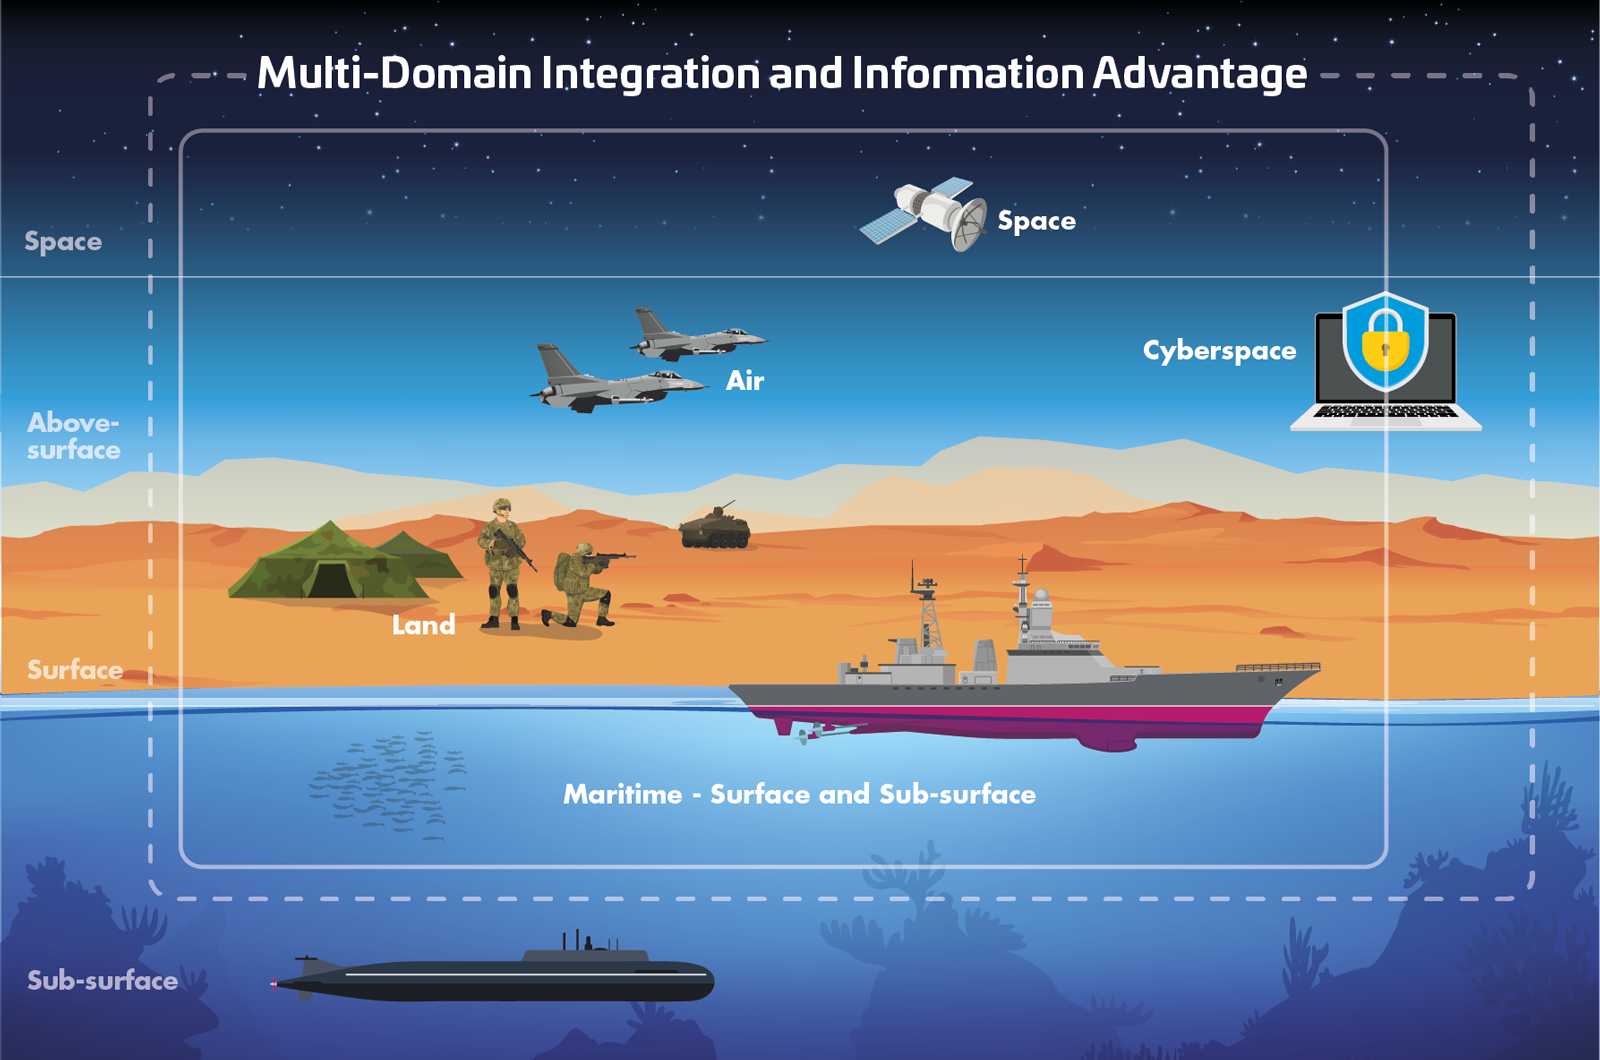 Multi-Domain Integration and Information Advantage
Space
Space
Cyberspace
Air
Above-
surface
Land
Surface
Maritime - Surface and Sub-surface
Sub-surface